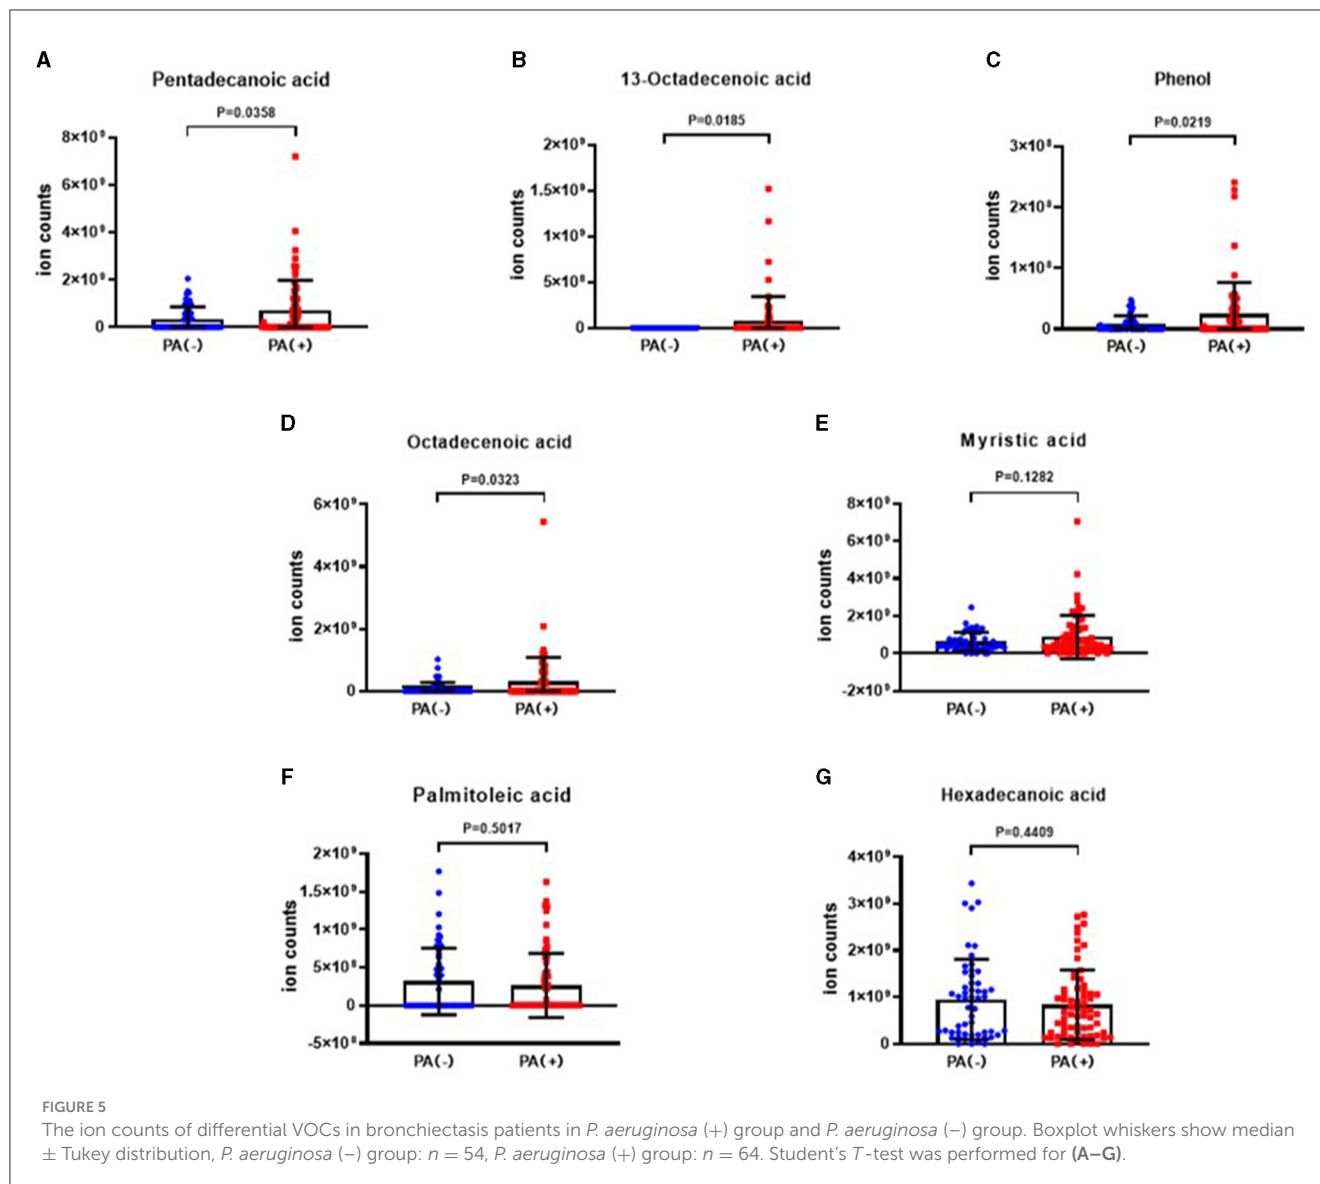 A
Pentadecanoic acid
P=0.0358
8×10⁹
6×10⁹
4×10⁹
2×10⁹
0
ion counts
PA(-) PA(+)
B
13-Octadecenoic acid
P=0.0185
2×10⁹
1.5×10⁹
1×10⁹
5×10⁸
0
ion counts
PA(-) PA(+)
C
Phenol
P=0.0219
3×10⁸
2×10⁸
1×10⁸
0
ion counts
PA(-) PA(+)
D
Octadecenoic acid
P=0.0323
6×10⁹
4×10⁹
2×10⁹
0
ion counts
PA(-) PA(+)
E
Myristic acid
P=0.1282
8×10⁹
6×10⁹
4×10⁹
2×10⁹
0
-2×10⁹
ion counts
PA(-) PA(+)
F
Palmitoleic acid
P=0.5017
2×10⁹
1.5×10⁹
1×10⁹
5×10⁸
0
-5×10⁸
ion counts
PA(-) PA(+)
G
Hexadecanoic acid
P=0.4409
4×10⁹
3×10⁹
2×10⁹
1×10⁹
0
ion counts
PA(-) PA(+)
FIGURE 5
The ion counts of differential VOCs in bronchiectasis patients in P. aeruginosa (+) group and P. aeruginosa (−) group. Boxplot whiskers show median
± Tukey distribution, P. aeruginosa (−) group: n = 54, P. aeruginosa (+) group: n = 64. Student's T-test was performed for (A–G).